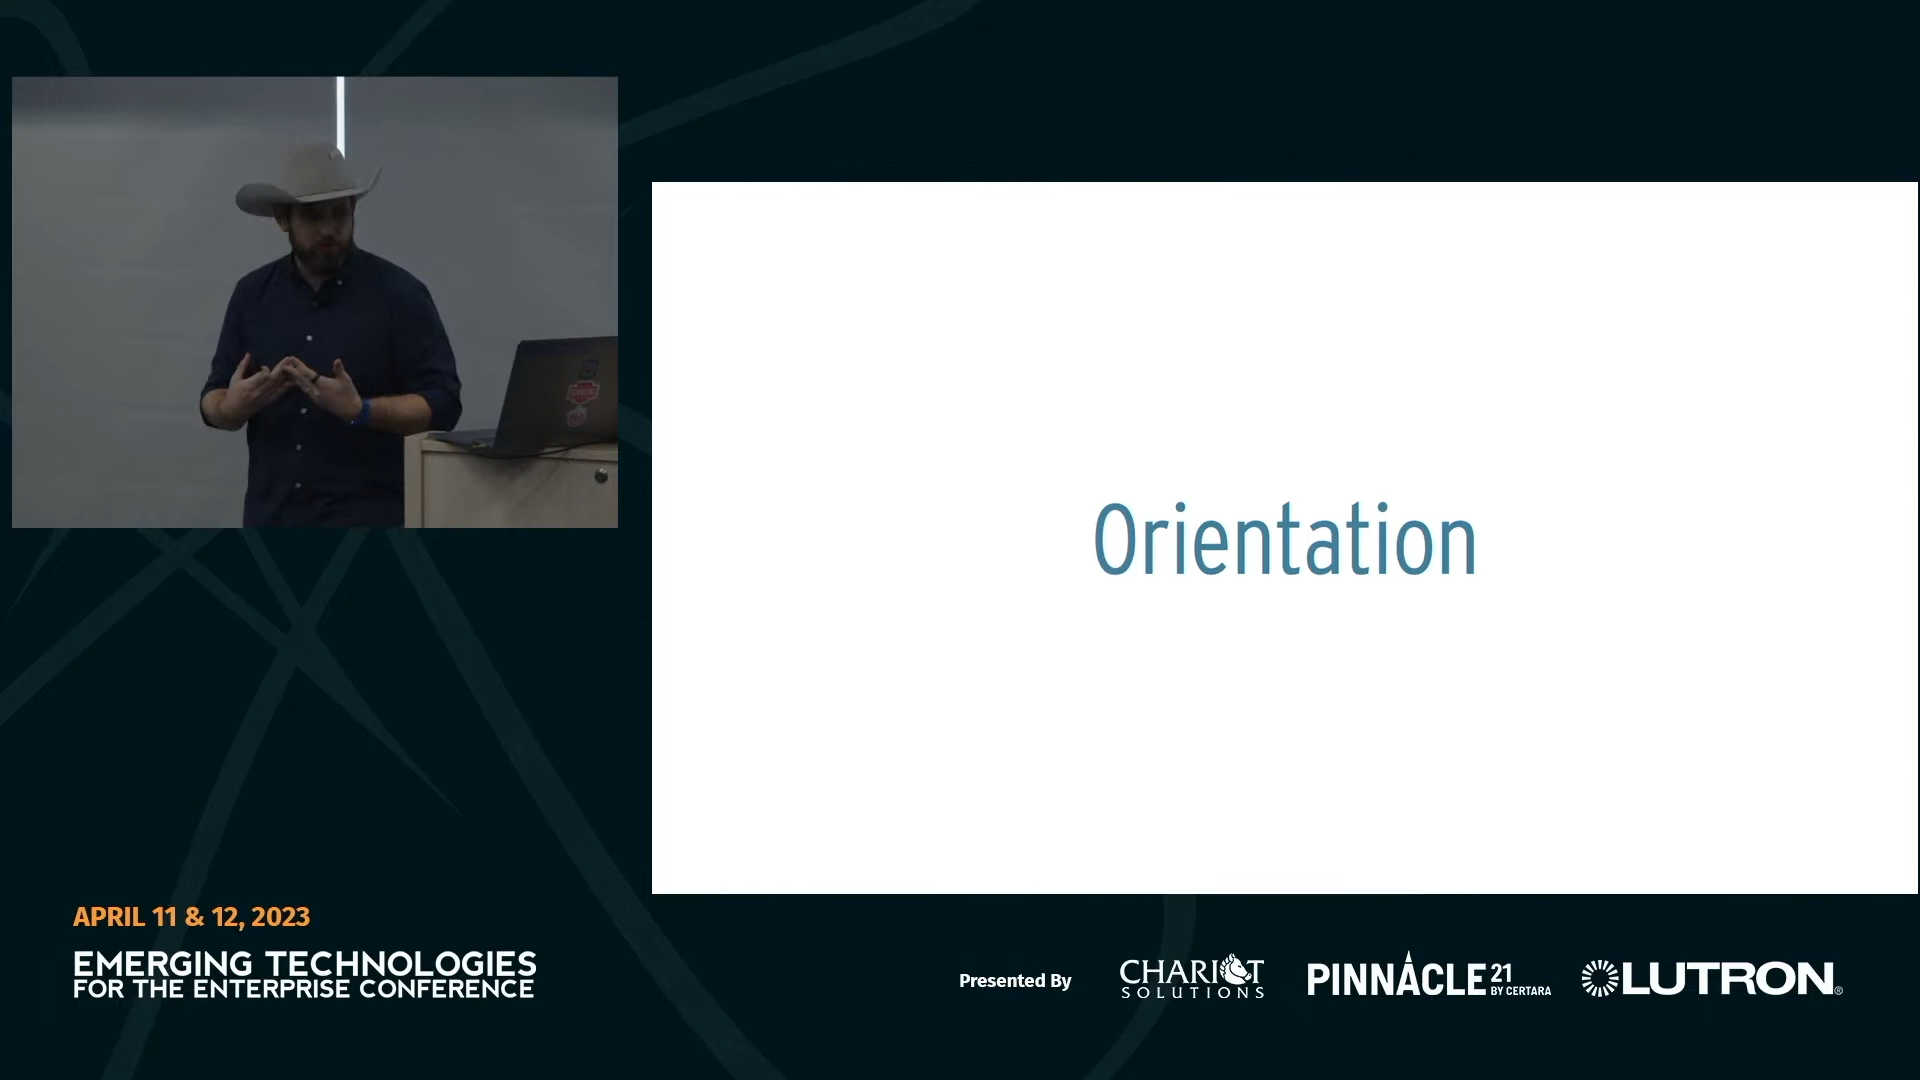 Orientation
APRIL 11 & 12, 2023
EMERGING TECHNOLOGIES
FOR THE ENTERPRISE CONFERENCE
Presented By
CHARIOT
SOLUTIONS
PINNACLE 21
BY CERTARA
LUTRON®